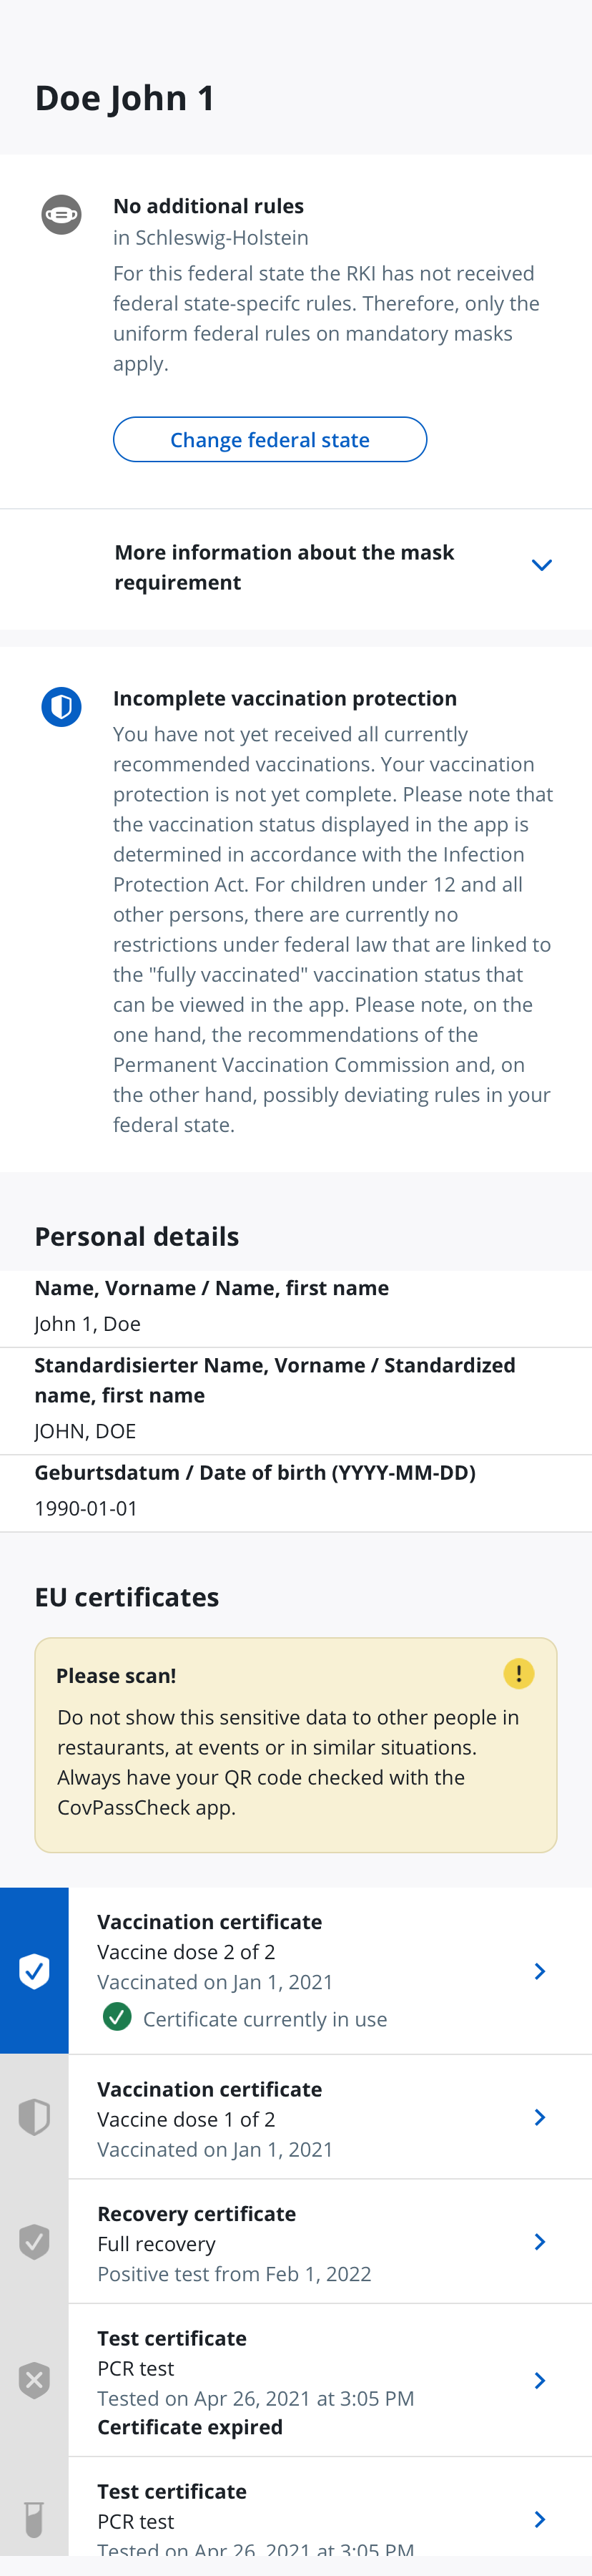 Doe John 1
No additional rules
in Schleswig-Holstein
For this federal state the RKI has not received
federal state-specifc rules. Therefore, only the
uniform federal rules on mandatory masks
apply.
Change federal state
More information about the mask
requirement
Incomplete vaccination protection
You have not yet received all currently
recommended vaccinations. Your vaccination
protection is not yet complete. Please note that
the vaccination status displayed in the app is
determined in accordance with the Infection
Protection Act. For children under 12 and all
other persons, there are currently no
restrictions under federal law that are linked to
the "fully vaccinated" vaccination status that
can be viewed in the app. Please note, on the
one hand, the recommendations of the
Permanent Vaccination Commission and, on
the other hand, possibly deviating rules in your
federal state.
Personal details
Name, Vorname / Name, first name
John 1, Doe
Standardisierter Name, Vorname / Standardized
name, first name
JOHN, DOE
Geburtsdatum / Date of birth (YYYY-MM-DD)
1990-01-01
EU certificates
Please scan!
Do not show this sensitive data to other people in
restaurants, at events or in similar situations.
Always have your QR code checked with the
CovPassCheck app.
Vaccination certificate
Vaccine dose 2 of 2
Vaccinated on Jan 1, 2021
Certificate currently in use
Vaccination certificate
Vaccine dose 1 of 2
Vaccinated on Jan 1, 2021
Recovery certificate
Full recovery
Positive test from Feb 1, 2022
Test certificate
PCR test
Tested on Apr 26, 2021 at 3:05 PM
Certificate expired
Test certificate
PCR test
Tested on Apr 26, 2021 at 3:05 PM